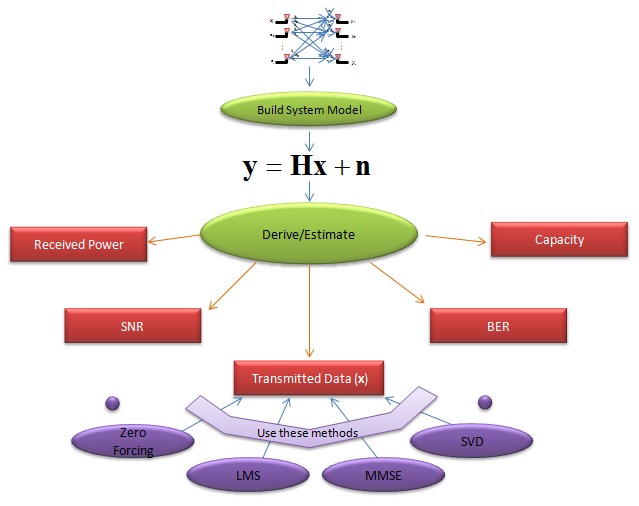 Build System Model
y = Hx + n
Derive/Estimate
Received Power
Capacity
SNR
BER
Transmitted Data (x)
Use these methods
Zero
Forcing
SVD
LMS
MMSE